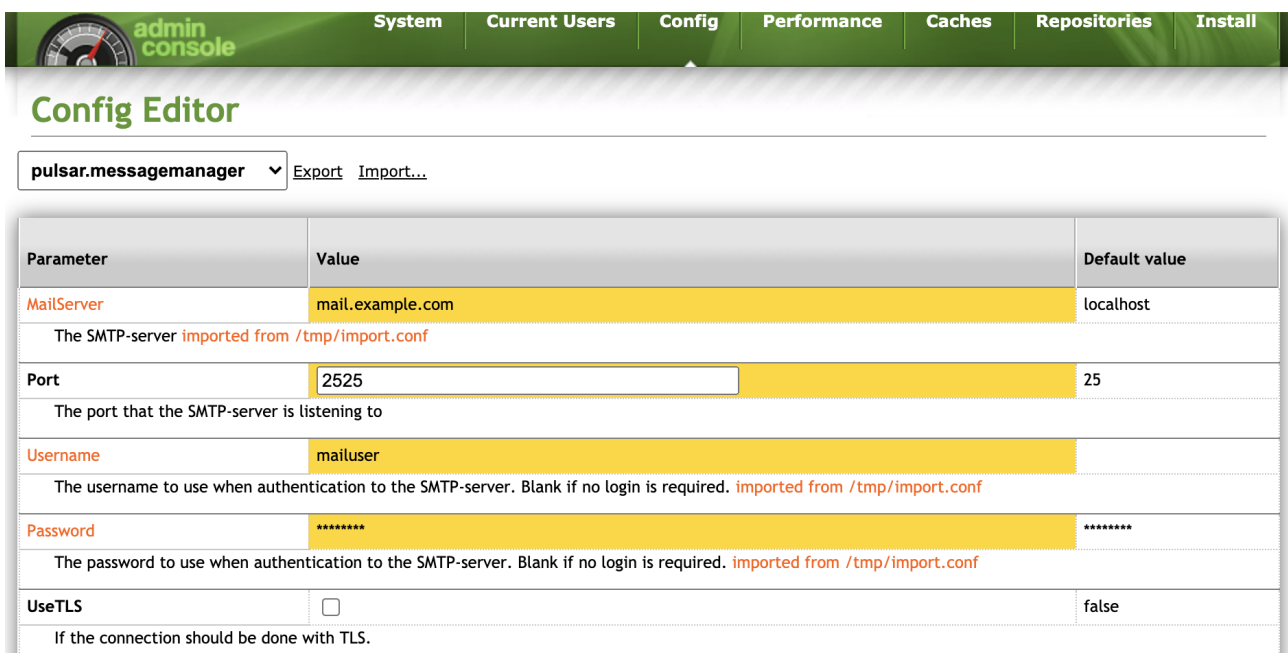 admin
console
System Current Users Config Performance Caches Repositories Install
Config Editor
pulsar.messagemanager Export Import...
Parameter Value Default value
MailServer mail.example.com localhost
The SMTP-server imported from /tmp/import.conf
Port 2525 25
The port that the SMTP-server is listening to
Username mailuser
The username to use when authentication to the SMTP-server. Blank if no login is required. imported from /tmp/import.conf
Password ******** ********
The password to use when authentication to the SMTP-server. Blank if no login is required. imported from /tmp/import.conf
UseTLS false
If the connection should be done with TLS.